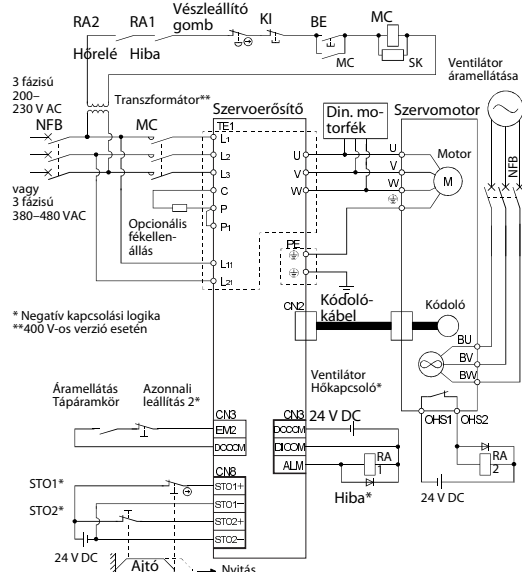 Vészleállító
gomb
RA2
RA1
KI
BE
MC
Hőrelé
Hiba
MC
SK
Ventilátor
áramellátása
3 fázisú
200–
230 V AC
Transzformátor**
NFB
MC
Szervoerősítő
Din. mo-
torfék
Szervomotor
NFB
TE1
L1
L2
L3
C
P
P1
L11
L21
U
V
W
U
V
W
Motor
M
vagy
3 fázisú
380–480 VAC
Opcionális
fékellen-
állás
PE
CN2
Kódoló-
kábel
Kódoló
* Negatív kapcsolási logika
**400 V-os verzió esetén
BU
BV
BW
Áramellátás
Tápáramkör
Azonnali
leállítás 2*
Ventilátor
Hőkapcsoló*
CN3
EM2
DOCOM
CN3
24 V DC
DOCOM
DICOM
ALM
RA
1
Hiba*
OHS1
OHS2
RA
2
24 V DC
CN8
STO1*
STO1+
STO1–
STO2*
STO2+
STO2–
24 V DC
Ajtó
Nyitás